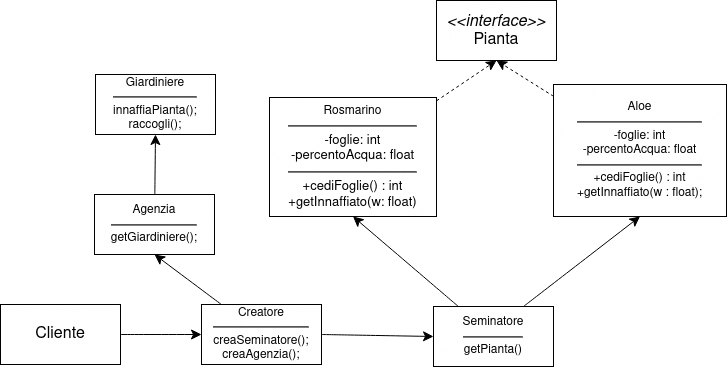 <<interface>>
Pianta
Giardiniere
innaffiaPianta();
raccogli();
Rosmarino
-foglie: int
-percentoAcqua: float
+cediFoglie() : int
+getInnaffiato(w: float)
Aloe
-foglie: int
-percentoAcqua: float
+cediFoglie() : int
+getInnaffiato(w : float);
Agenzia
getGiardiniere();
Cliente
Creatore
creaSeminatore();
creaAgenzia();
Seminatore
getPianta()